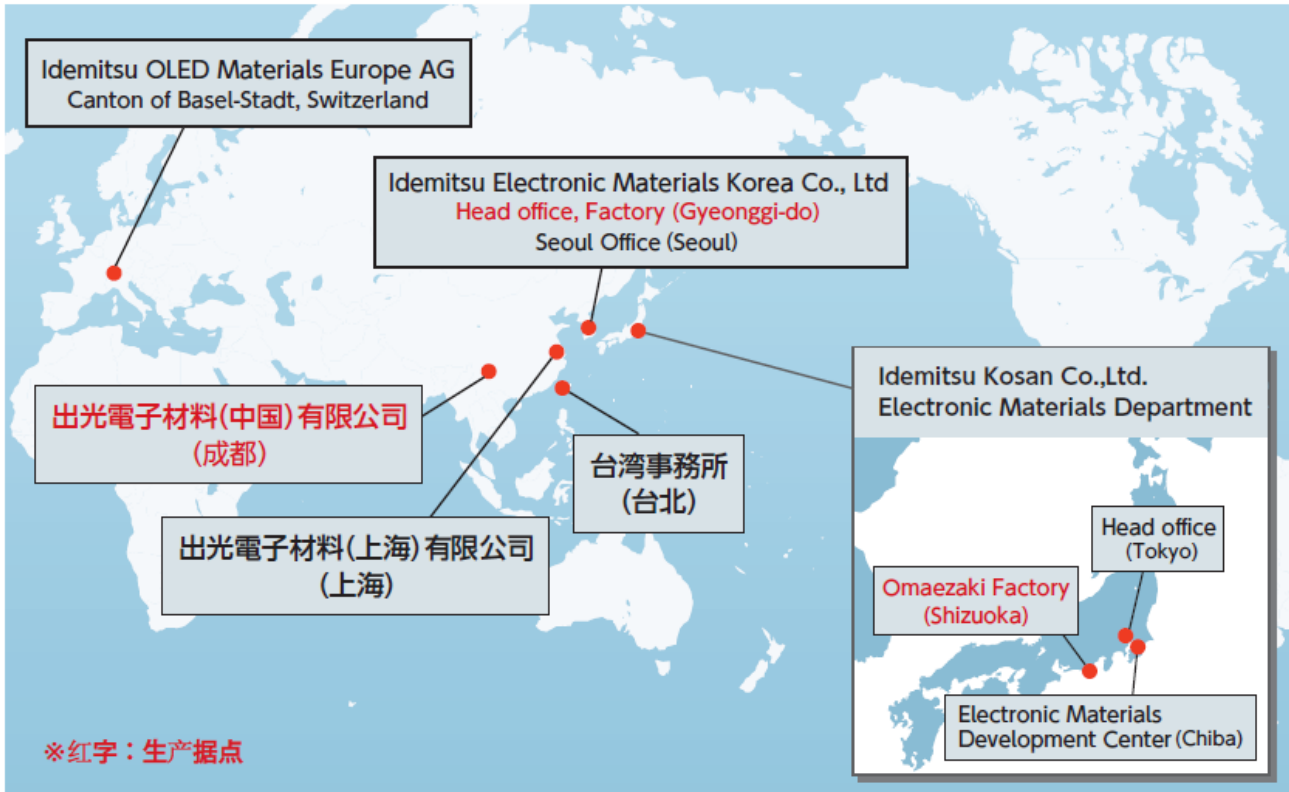 Idemitsu OLED Materials Europe AG
Canton of Basel-Stadt, Switzerland
Idemitsu Electronic Materials Korea Co., Ltd
Head office, Factory (Gyeonggi-do)
Seoul Office (Seoul)
出光電子材料(中国)有限公司
(成都)
出光電子材料(上海)有限公司
(上海)
台湾事務所
(台北)
Idemitsu Kosan Co.,Ltd.
Electronic Materials Department
Head office
(Tokyo)
Omaezaki Factory
(Shizuoka)
Electronic Materials
Development Center (Chiba)
※红字：生产据点